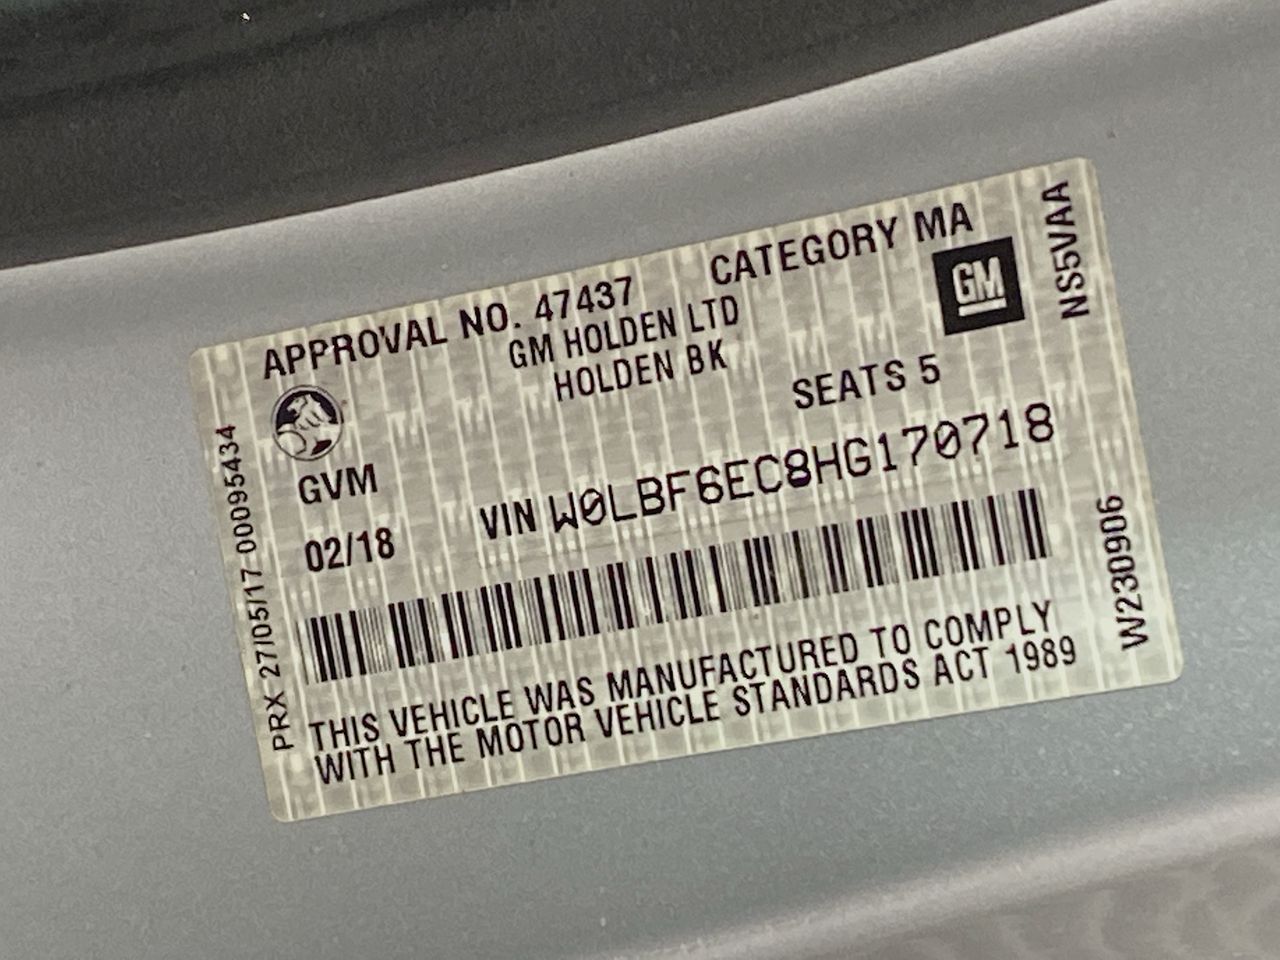 APPROVAL NO. 47437 CATEGORY MA
GM HOLDEN LTD
HOLDEN BK
GM
NS5VAA
SEATS 5
GVM
02/18
VIN W0LBF6EC8HG170718
PRX 27/05/17 00095434
W230906
THIS VEHICLE WAS MANUFACTURED TO COMPLY
WITH THE MOTOR VEHICLE STANDARDS ACT 1989